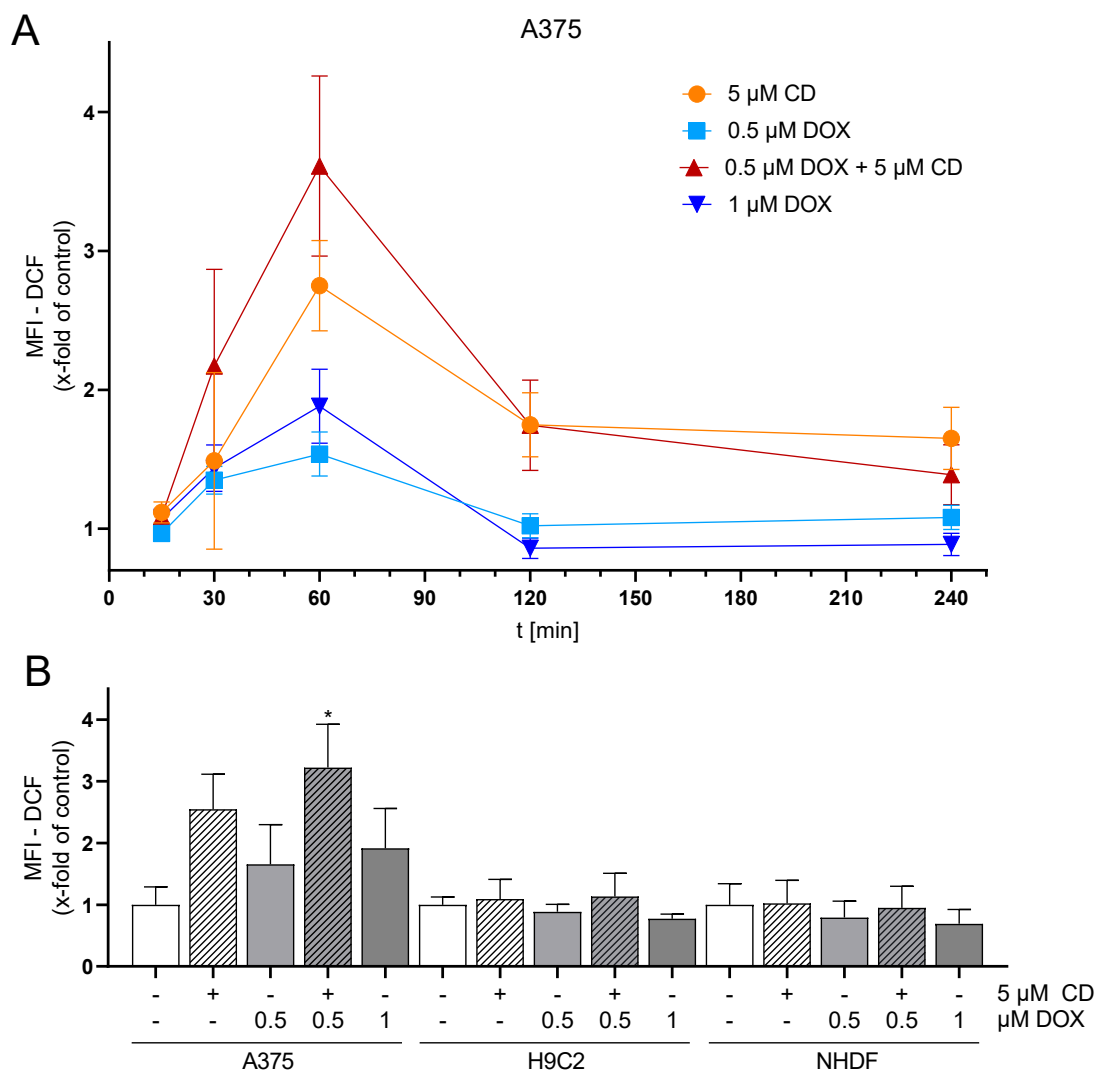 A
A375
5 µM CD
0.5 µM DOX
0.5 µM DOX + 5 µM CD
1 µM DOX
MFI - DCF
(x-fold of control)
4
3
2
1
0 30 60 90 120 150 180 210 240
t [min]
B
MFI - DCF
(x-fold of control)
4
3
2
1
0
*
- + - + - - + - + - - + - + - 5 µM CD
- - 0.5 0.5 1 - - 0.5 0.5 1 - - 0.5 0.5 1 µM DOX
A375 H9C2 NHDF